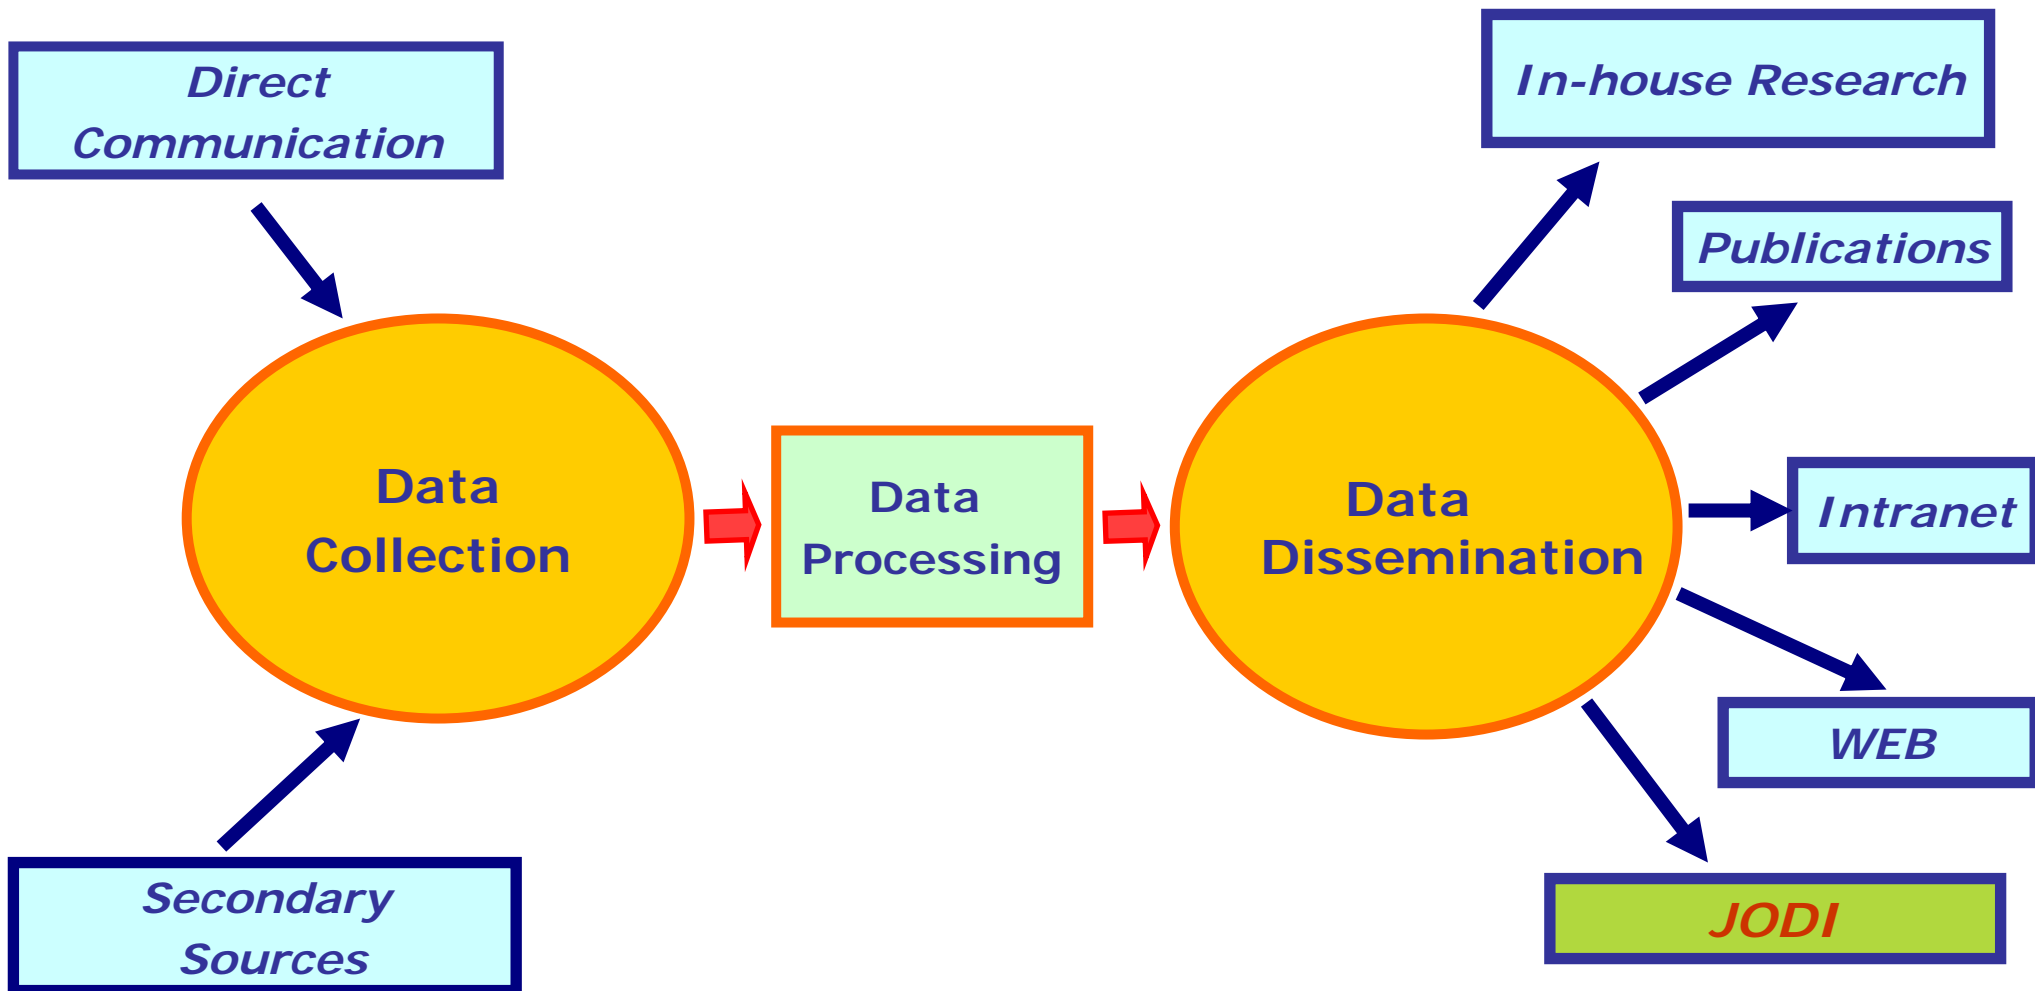 Direct
Communication
Secondary
Sources
Data
Collection
Data
Processing
Data
Dissemination
In-house Research
Publications
Intranet
WEB
JODI